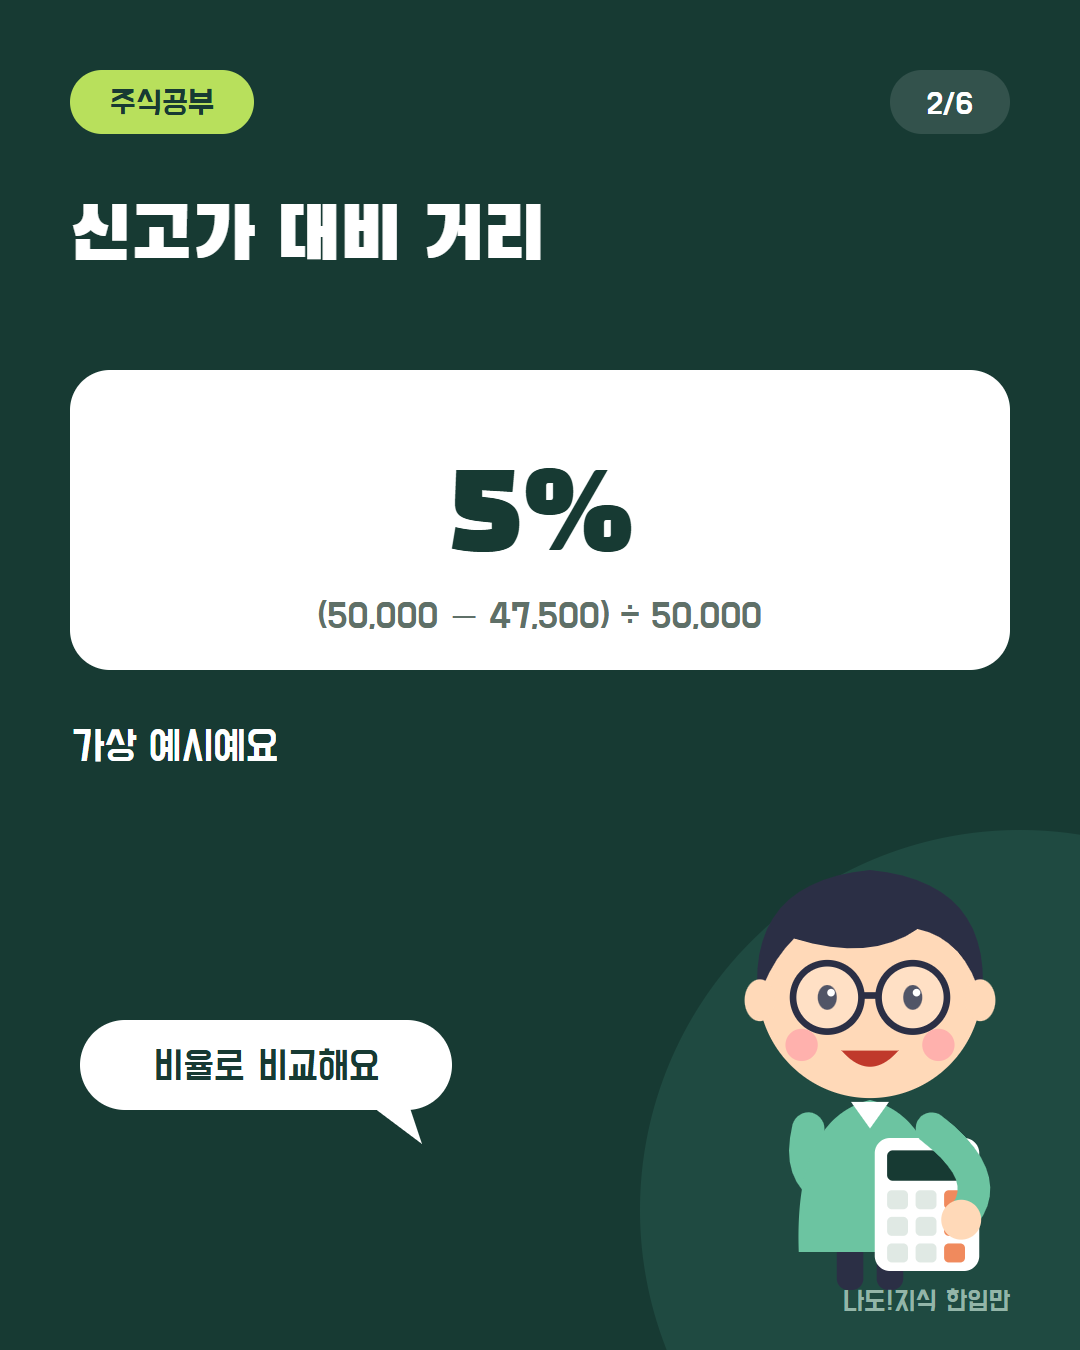 주식공부
2/6
신고가 대비 거리
5%
(50,000 — 47,500) ÷ 50,000
가상 예시예요
비율로 비교해요
나도!지식 한입만